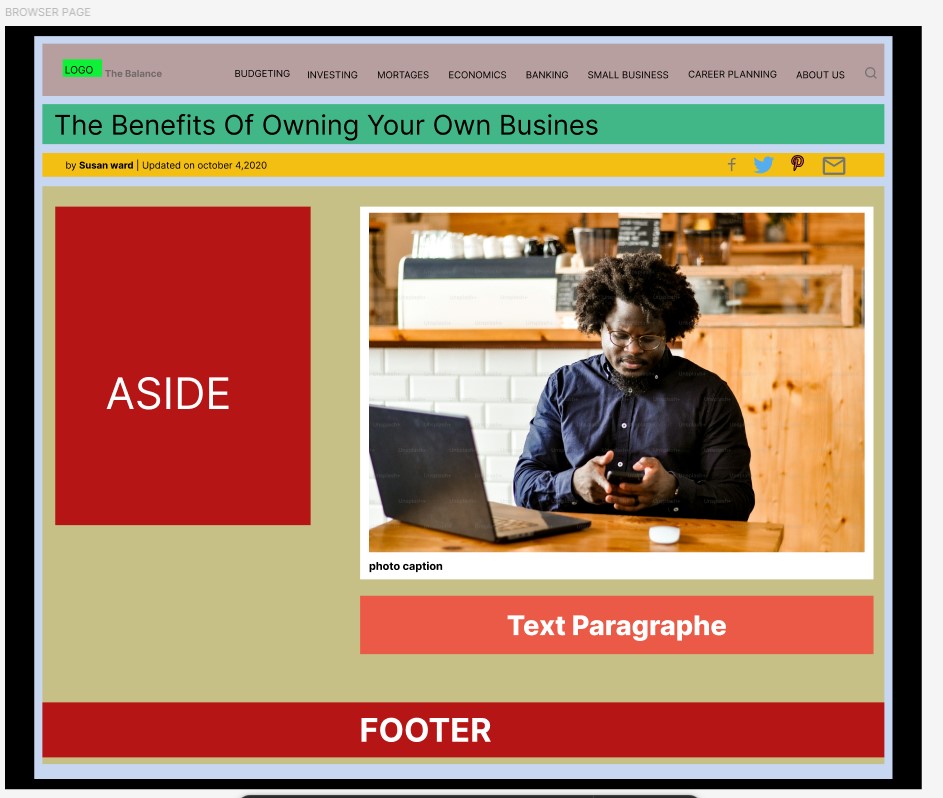 BROWSER PAGE
LOGO The Balance BUDGETING INVESTING MORTAGES ECONOMICS BANKING SMALL BUSINESS CAREER PLANNING ABOUT US
The Benefits Of Owning Your Own Busines
by Susan ward | Updated on october 4,2020
ASIDE
photo caption
Text Paragraphe
FOOTER